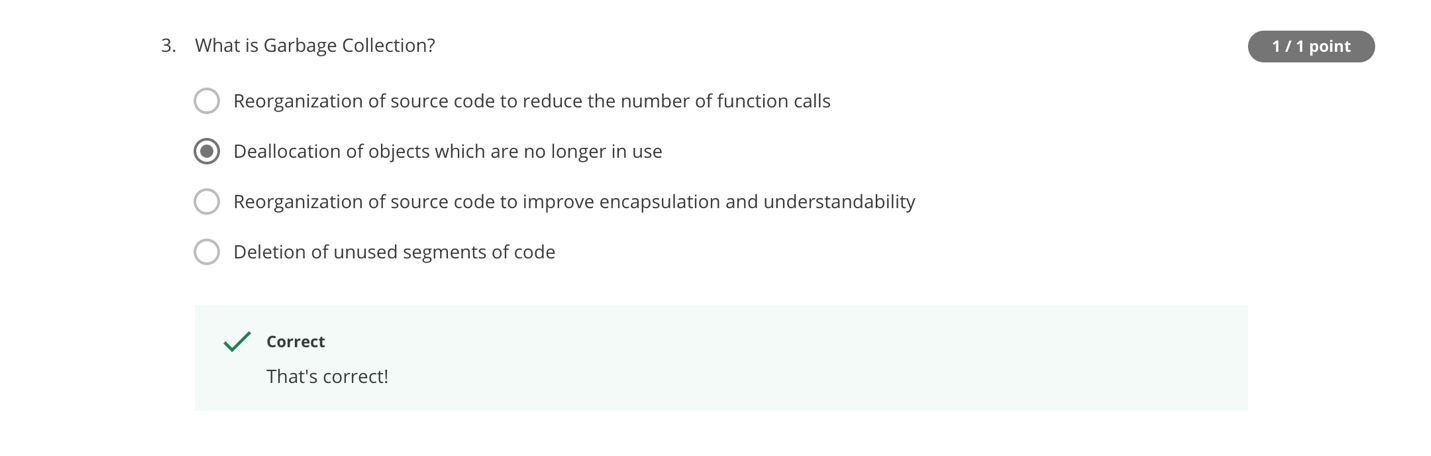 3. What is Garbage Collection?
1 / 1 point
Reorganization of source code to reduce the number of function calls
Deallocation of objects which are no longer in use
Reorganization of source code to improve encapsulation and understandability
Deletion of unused segments of code
Correct
That's correct!